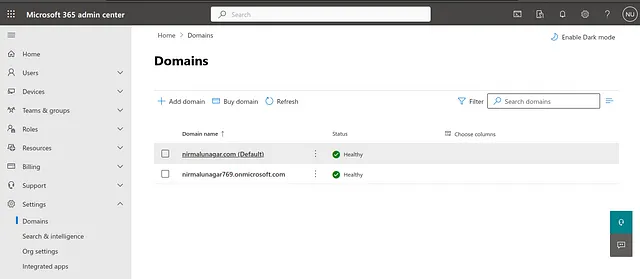 Microsoft 365 admin center
Search
NU
Home
Users
Devices
Teams & groups
Roles
Resources
Billing
Support
Settings
Domains
Search & intelligence
Org settings
Integrated apps
Home > Domains
Enable Dark mode
Domains
Add domain Buy domain Refresh
Filter Search domains
Domain name ↑ Status Choose columns
nirmalunagar.com (Default) Healthy
nirmalunagar769.onmicrosoft.com Healthy